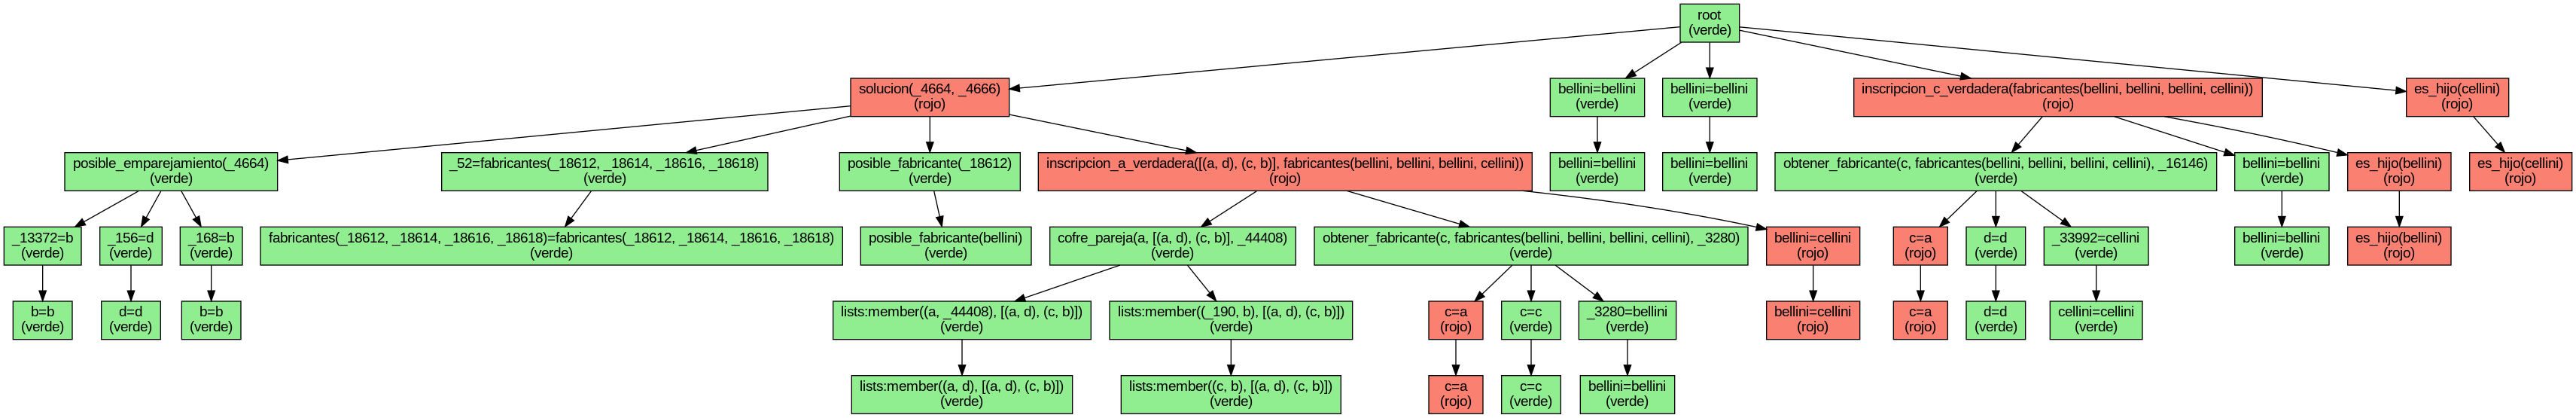 root
(verde)
solucion(_4664, _4666)
(rojo)
bellini=bellini
(verde)
bellini=bellini
(verde)
inscripcion_c_verdadera(fabricantes(bellini, bellini, bellini, cellini))
(rojo)
es_hijo(cellini)
(rojo)
posible_emparejamiento(_4664)
(verde)
_52=fabricantes(_18612, _18614, _18616, _18618)
(verde)
posible_fabricante(_18612)
(verde)
inscripcion_a_verdadera([(a, d), (c, b)], fabricantes(bellini, bellini, bellini, cellini))
(rojo)
bellini=bellini
(verde)
bellini=bellini
(verde)
obtener_fabricante(c, fabricantes(bellini, bellini, bellini, cellini), _16146)
(verde)
bellini=bellini
(verde)
es_hijo(bellini)
(rojo)
es_hijo(cellini)
(rojo)
_13372=b
(verde)
_156=d
(verde)
_168=b
(verde)
fabricantes(_18612, _18614, _18616, _18618)=fabricantes(_18612, _18614, _18616, _18618)
(verde)
posible_fabricante(bellini)
(verde)
cofre_pareja(a, [(a, d), (c, b)], _44408)
(verde)
obtener_fabricante(c, fabricantes(bellini, bellini, bellini, cellini), _3280)
(verde)
bellini=cellini
(rojo)
c=a
(rojo)
d=d
(verde)
_33992=cellini
(verde)
bellini=bellini
(verde)
es_hijo(bellini)
(rojo)
b=b
(verde)
d=d
(verde)
b=b
(verde)
lists:member((a, _44408), [(a, d), (c, b)])
(verde)
lists:member((_190, b), [(a, d), (c, b)])
(verde)
c=a
(rojo)
c=c
(verde)
_3280=bellini
(verde)
bellini=cellini
(rojo)
c=a
(rojo)
d=d
(verde)
cellini=cellini
(verde)
lists:member((a, d), [(a, d), (c, b)])
(verde)
lists:member((c, b), [(a, d), (c, b)])
(verde)
c=a
(rojo)
c=c
(verde)
bellini=bellini
(verde)